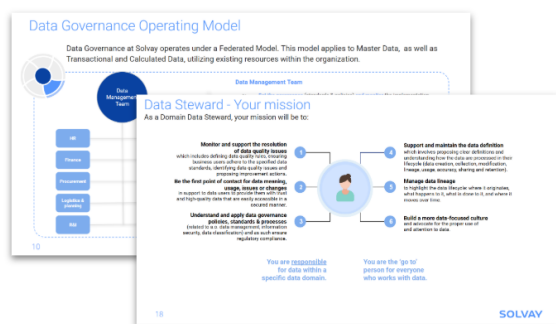 Data Governance Operating Model
Data Governance at Solvay operates under a Federated Model. This model applies to Master Data, as well as
Transactional and Calculated Data, utilizing existing resources within the organization.
Data Management Team
Data
Management
Team
HR
Finance
Procurement
Logistics &
planning
10
Data Steward - Your mission
As a Domain Data Steward, your mission will be to:
Monitor and support the resolution
of data quality issues
which includes defining data quality rules, ensuring
business users adhere to the specified data
standards, identifying data quality issues and
proposing improvement actions.
1
Be the first point of contact for data meaning,
usage, issues or changes
in support to data users to provide them with trust
and high-quality data that are easily accessible in a
secured manner.
2
Understand and apply data governance
policies, standards & processes
(related to a.o. data management, information
security, data classification) and as such ensure
regulatory compliance.
3
4
Support and maintain the data definition
which involves proposing clear definitions and
understanding how the data are processed in their
lifecycle (data creation, collection, modification,
lineage, usage, accuracy, sharing and retention).
5
Manage data lineage
to highlight the data lifecycle: where it originates,
what happens to it, what is done to it, and where it
moves over time.
6
Build a more data-focused culture
and advocate for the proper use of
and attention to data.
You are responsible
for data within a
specific data domain.
You are the 'go to'
person for everyone
who works with data.
18
SOLVAY